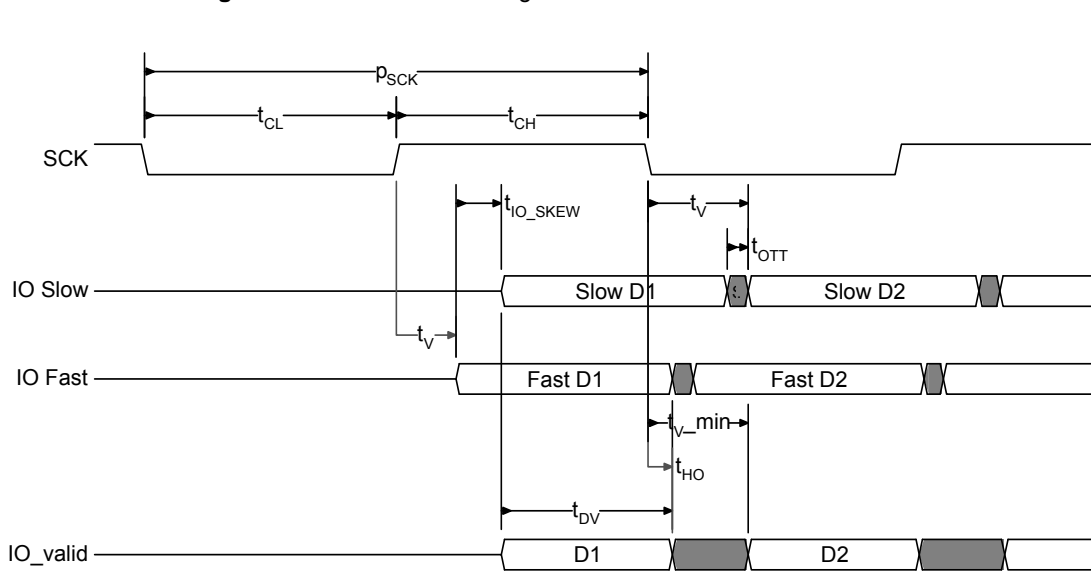 pSCK
tCL tCH
SCK
tIO_SKEW tV
tOTT
IO Slow Slow D1 Slow D2
tV
IO Fast Fast D1 Fast D2
tV_min
tHO
tDV
IO_valid D1 D2